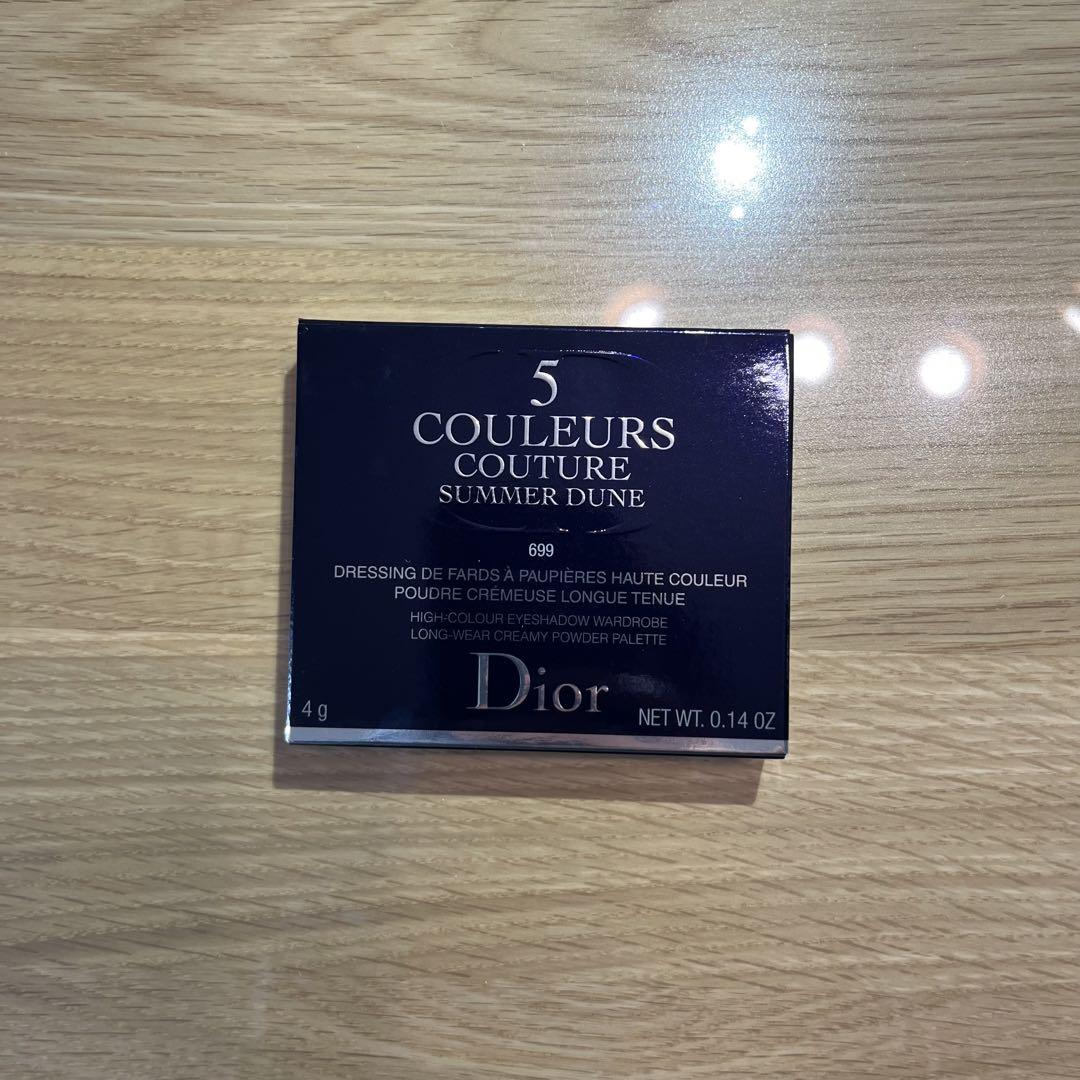 5
COULEURS
COUTURE
SUMMER DUNE
699
DRESSING DE FARDS À PAUPIÈRES HAUTE COULEUR
POUDRE CRÉMEUSE LONGUE TENUE
HIGH-COLOUR EYESHADOW WARDROBE
LONG-WEAR CREAMY POWDER PALETTE
Dior
4 g
NET WT. 0.14 OZ